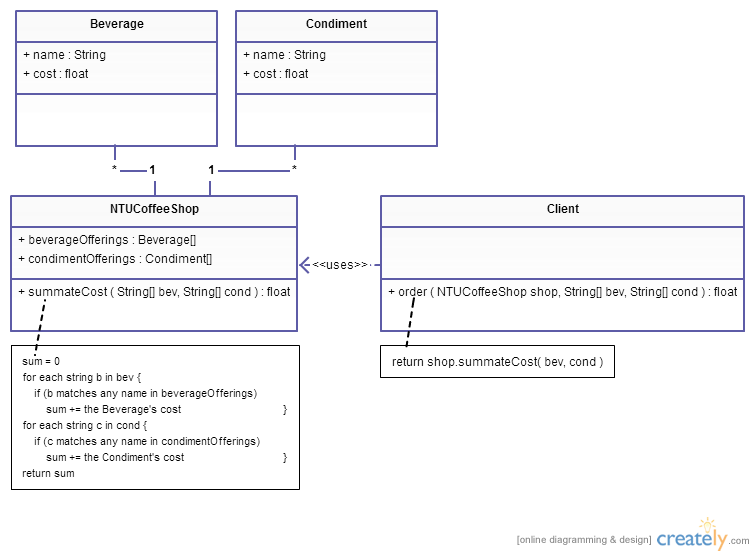 Beverage
+ name : String
+ cost : float
Condiment
+ name : String
+ cost : float
* 1
1 *
NTUCoffeeShop
+ beverageOfferings : Beverage[]
+ condimentOfferings : Condiment[]
+ summateCost ( String[] bev, String[] cond ) : float
<<uses>>
Client
+ order ( NTUCoffeeShop shop, String[] bev, String[] cond ) : float
sum = 0
for each string b in bev {
if (b matches any name in beverageOfferings)
sum += the Beverage's cost }
for each string c in cond {
if (c matches any name in condimentOfferings)
sum += the Condiment's cost }
return sum
return shop.summateCost( bev, cond )
[online diagramming & design] creately.com